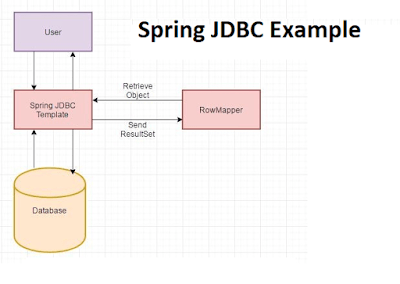 Spring JDBC Example
User
Retrieve
Object
Spring JDBC
Template
RowMapper
Send
ResultSet
Database